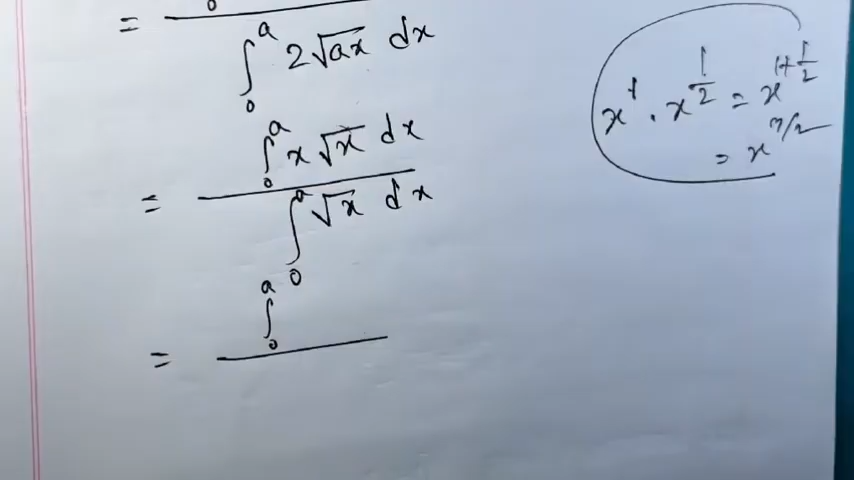 = ∫₀ᵃ 2√ax dx
= ∫₀ᵃ x √x dx
∫₀ᵃ √x dx
= ∫₀ᵃ
x¹ · x^(1/2) = x^(1+1/2)
= x^(3/2)